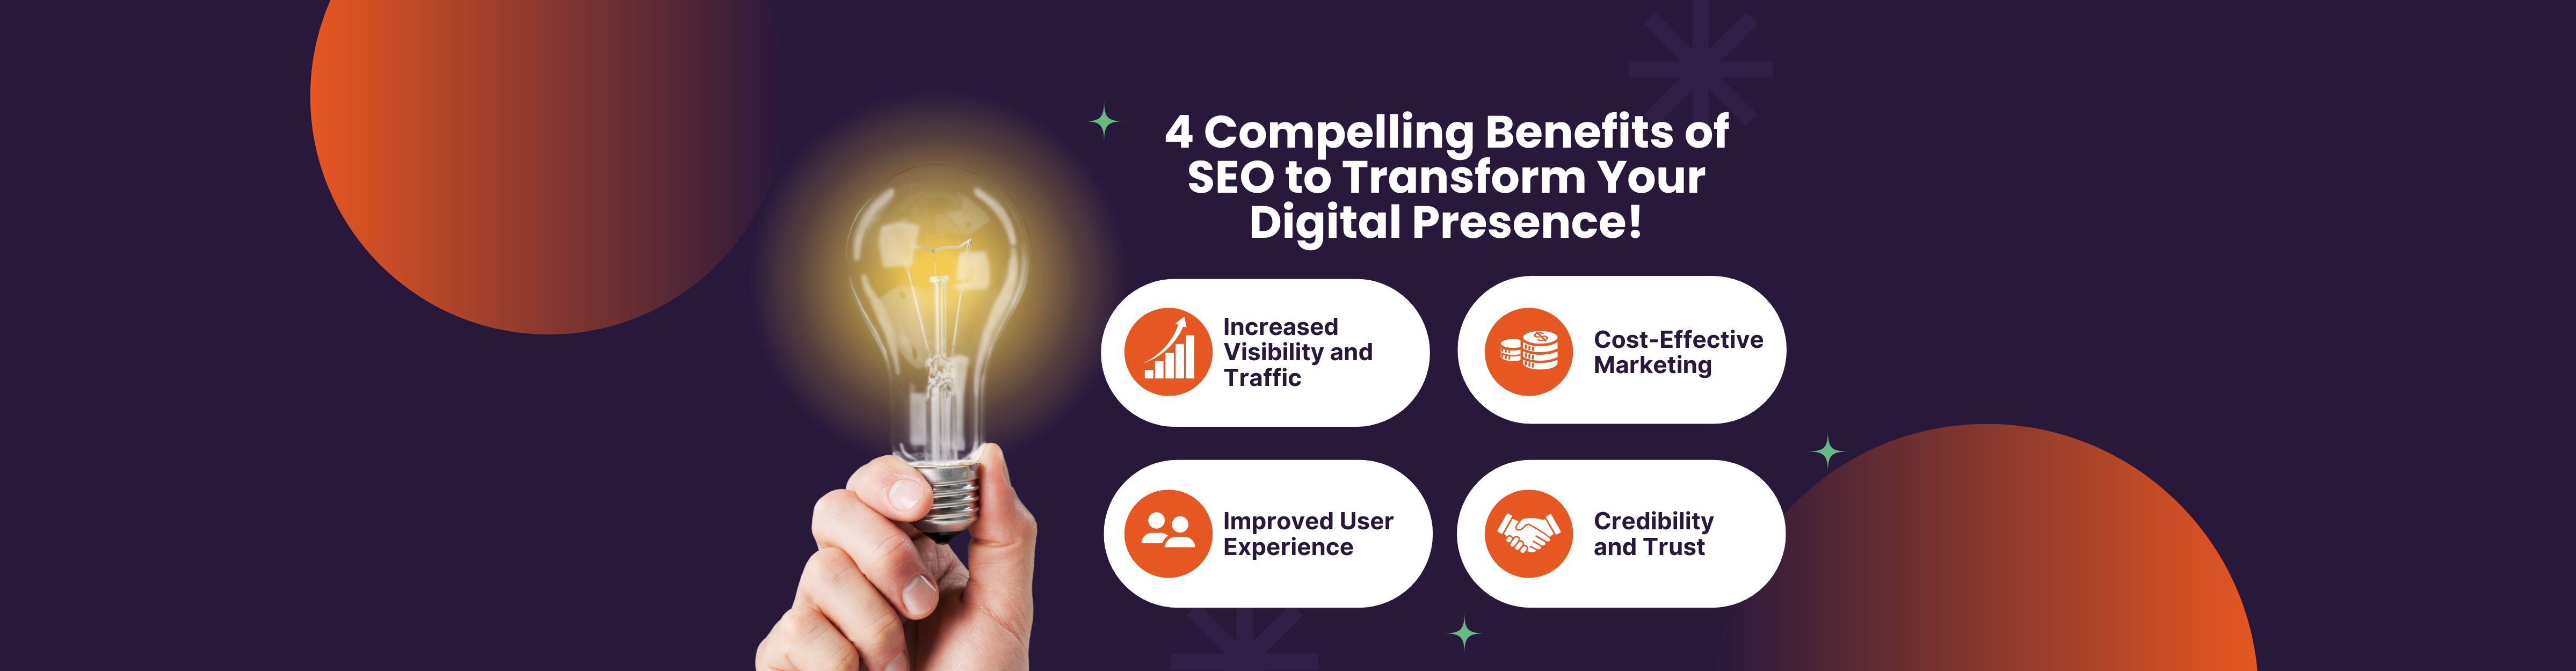 4 Compelling Benefits of
SEO to Transform Your
Digital Presence!
Increased
Visibility and
Traffic
Cost-Effective
Marketing
Improved User
Experience
Credibility
and Trust